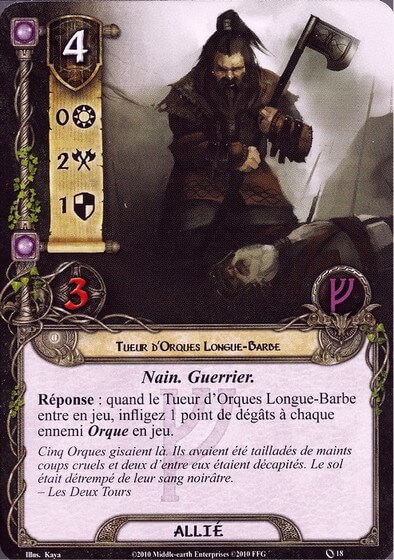 4
0
2
1
3
Tueur d'Orques Longue-Barbe
Nain. Guerrier.
Réponse : quand le Tueur d'Orques Longue-Barbe
entre en jeu, infligez 1 point de dégâts à chaque
ennemi Orque en jeu.
Cinq Orques gisaient là. Ils avaient été tailladés de maints
coups cruels et deux d'entre eux étaient décapités. Le sol
était détrempé de leur sang noirâtre.
– Les Deux Tours
ALLIÉ
Illus. Kaya ©2010 Middle-earth Enterprises ©2010 FFG 18